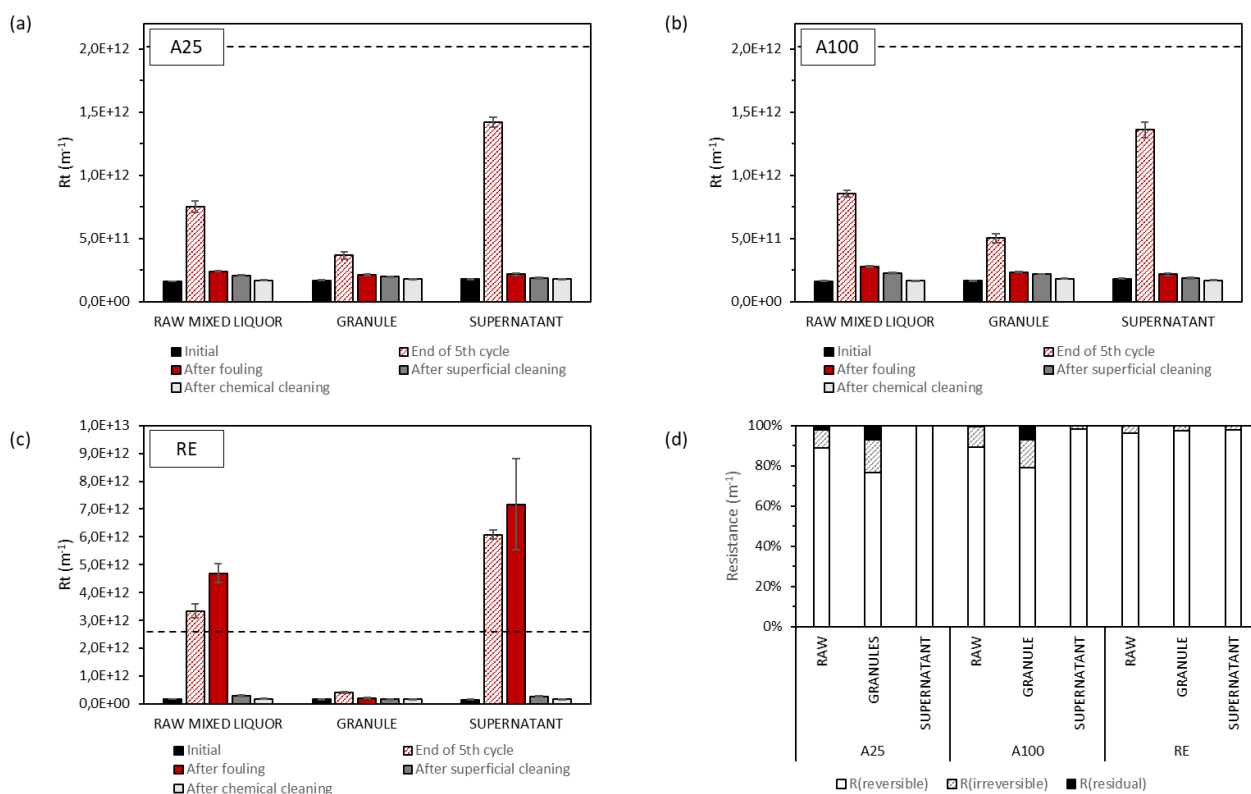 (a)
A25
2,0E+12
1,5E+12
1,0E+12
5,0E+11
0,0E+00
Rt (m⁻¹)
RAW MIXED LIQUOR GRANULE SUPERNATANT
Initial End of 5th cycle
After fouling After superficial cleaning
After chemical cleaning
(b)
A100
2,0E+12
1,5E+12
1,0E+12
5,0E+11
0,0E+00
Rt (m⁻¹)
RAW MIXED LIQUOR GRANULE SUPERNATANT
Initial End of 5th cycle
After fouling After superficial cleaning
After chemical cleaning
(c)
RE
1,0E+13
9,0E+12
8,0E+12
7,0E+12
6,0E+12
5,0E+12
4,0E+12
3,0E+12
2,0E+12
1,0E+12
0,0E+00
Rt (m⁻¹)
RAW MIXED LIQUOR GRANULE SUPERNATANT
Initial End of 5th cycle
After fouling After superficial cleaning
After chemical cleaning
(d)
100%
80%
60%
40%
20%
0%
Resistance (m⁻¹)
RAW GRANULES SUPERNATANT RAW GRANULE SUPERNATANT RAW GRANULE SUPERNATANT
A25 A100 RE
R(reversible) R(irreversible) R(residual)